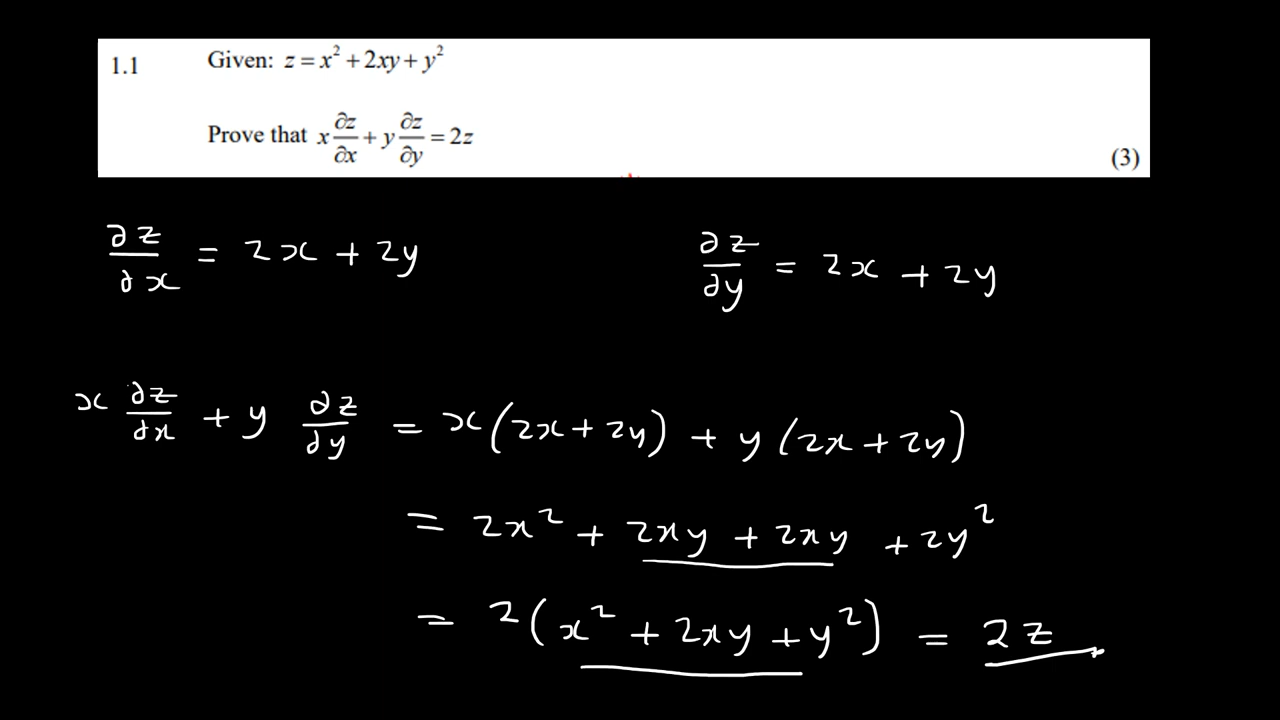 1.1 Given: z = x² + 2xy + y²
Prove that x ∂z/∂x + y ∂z/∂y = 2z
(3)
∂z/∂x = 2x + 2y
∂z/∂y = 2x + 2y
x ∂z/∂x + y ∂z/∂y = x(2x + 2y) + y(2x + 2y)
= 2x² + 2xy + 2xy + 2y²
= 2(x² + 2xy + y²) = 2z